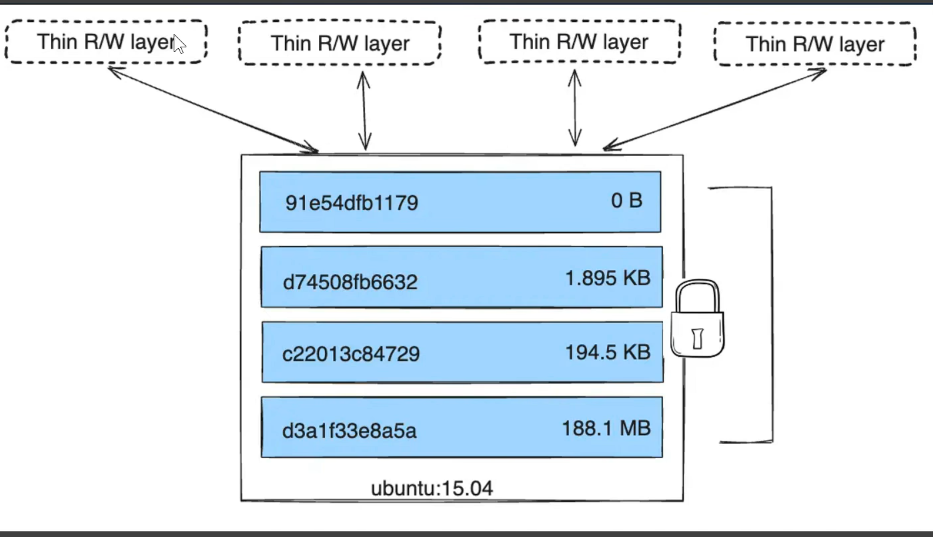 Thin R/W layer
Thin R/W layer
Thin R/W layer
Thin R/W layer
91e54dfb1179 0 B
d74508fb6632 1.895 KB
c22013c84729 194.5 KB
d3a1f33e8a5a 188.1 MB
ubuntu:15.04